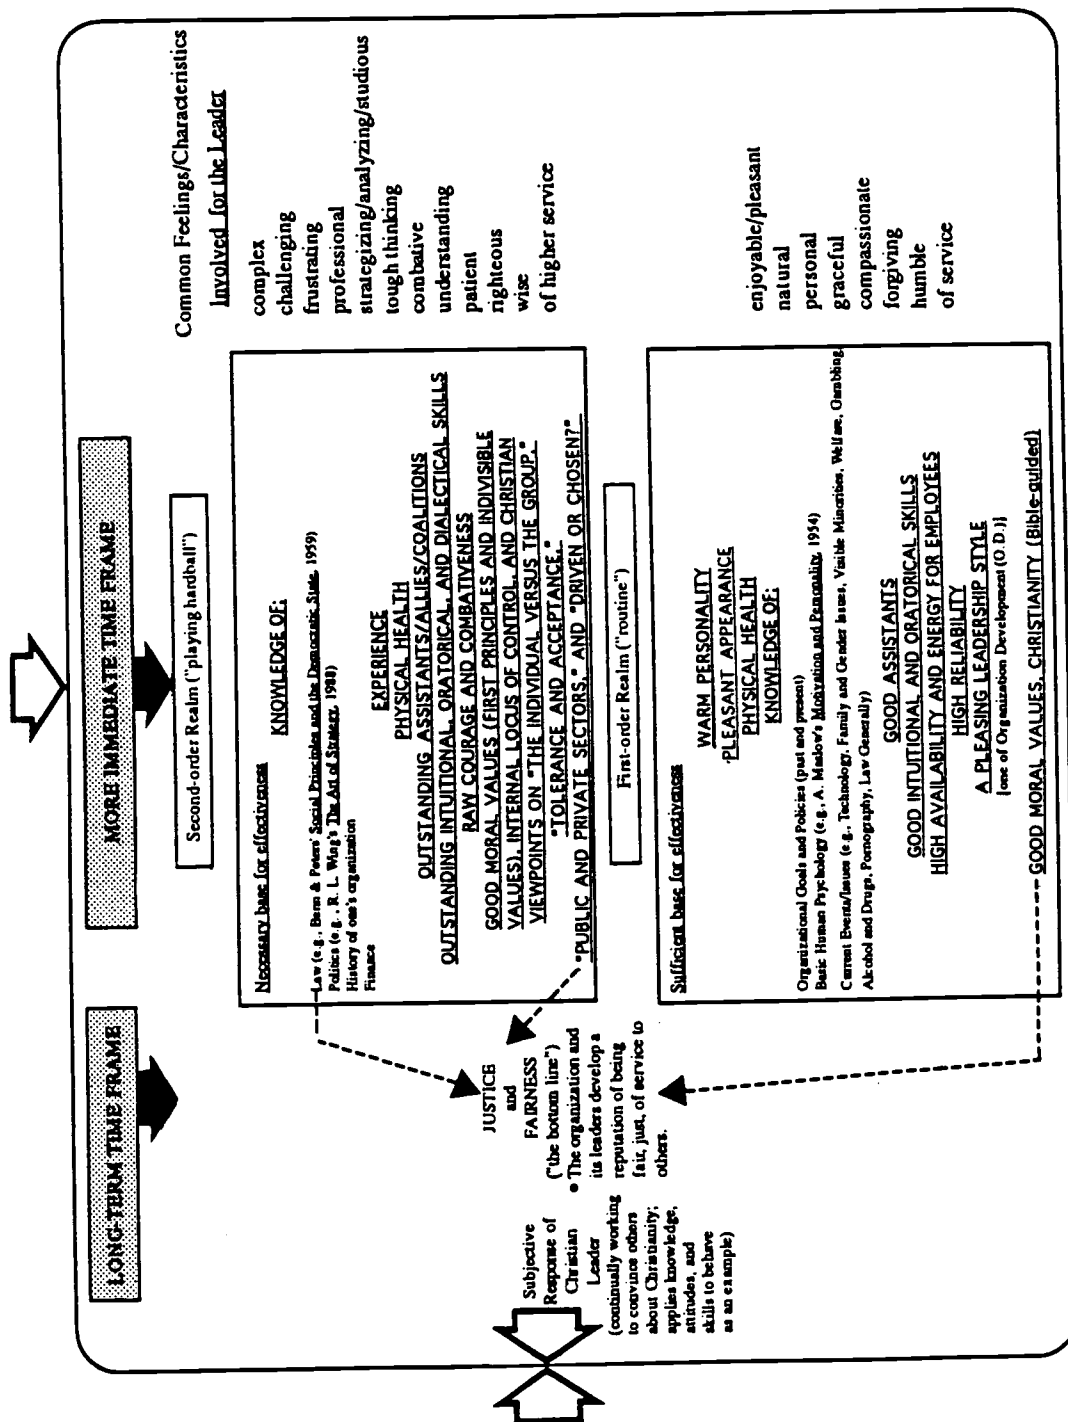 LONG-TERM TIME FRAME
MORE IMMEDIATE TIME FRAME
Second-order Realm ("playing hardball")
Common Feelings/Characteristics
Involved for the Leader
Necessary base for effectiveness
KNOWLEDGE OF:
Law (e.g., Benn & Peters' Social Principles and the Democratic State, 1959)
Politics (e.g., R. L. Wing's The Art of Strategy, 1988)
History of one's organization
Finance
EXPERIENCE
PHYSICAL HEALTH
OUTSTANDING ASSISTANTS/ALLIES/COALITIONS
OUTSTANDING INTUITIONAL, ORATORICAL, AND DIALECTICAL SKILLS
RAW COURAGE AND COMBATIVENESS
GOOD MORAL VALUES (FIRST PRINCIPLES AND INDIVISIBLE
VALUES), INTERNAL LOCUS OF CONTROL, AND CHRISTIAN
VIEWPOINTS ON "THE INDIVIDUAL VERSUS THE GROUP,"
"TOLERANCE AND ACCEPTANCE,"
"PUBLIC AND PRIVATE SECTORS," AND "DRIVEN OR CHOSEN?"
complex
challenging
frustrating
professional
strategizing/analyzing/studious
tough thinking
combative
understanding
patient
righteous
wise
of higher service
First-order Realm ("routine")
Sufficient base for effectiveness
WARM PERSONALITY
PLEASANT APPEARANCE
PHYSICAL HEALTH
KNOWLEDGE OF:
Organizational Goals and Policies (past and present)
Basic Human Psychology (e.g., A. Maslow's Motivation and Personality, 1954)
Current Events/Issues (e.g., Technology, Family and Gender Issues, Visible Minorities, Welfare, Gambling,
Alcohol and Drugs, Pornography, Law Generally)
GOOD ASSISTANTS
GOOD INTUITIONAL AND ORATORICAL SKILLS
HIGH AVAILABILITY AND ENERGY FOR EMPLOYEES
HIGH RELIABILITY
A PLEASING LEADERSHIP STYLE
[one of Organization Development (O. D.)]
GOOD MORAL VALUES, CHRISTIANITY (Bible-guided)
enjoyable/pleasant
natural
personal
graceful
compassionate
forgiving
humble
of service
JUSTICE
and
FAIRNESS
("the bottom line")
• The organization and
its leaders develop a
reputation of being
fair, just, of service to
others.
Subjective
Response of
Christian
Leader
(continually working
to convince others
about Christianity;
applies knowledge,
attitudes, and
skills to behave
as an example)